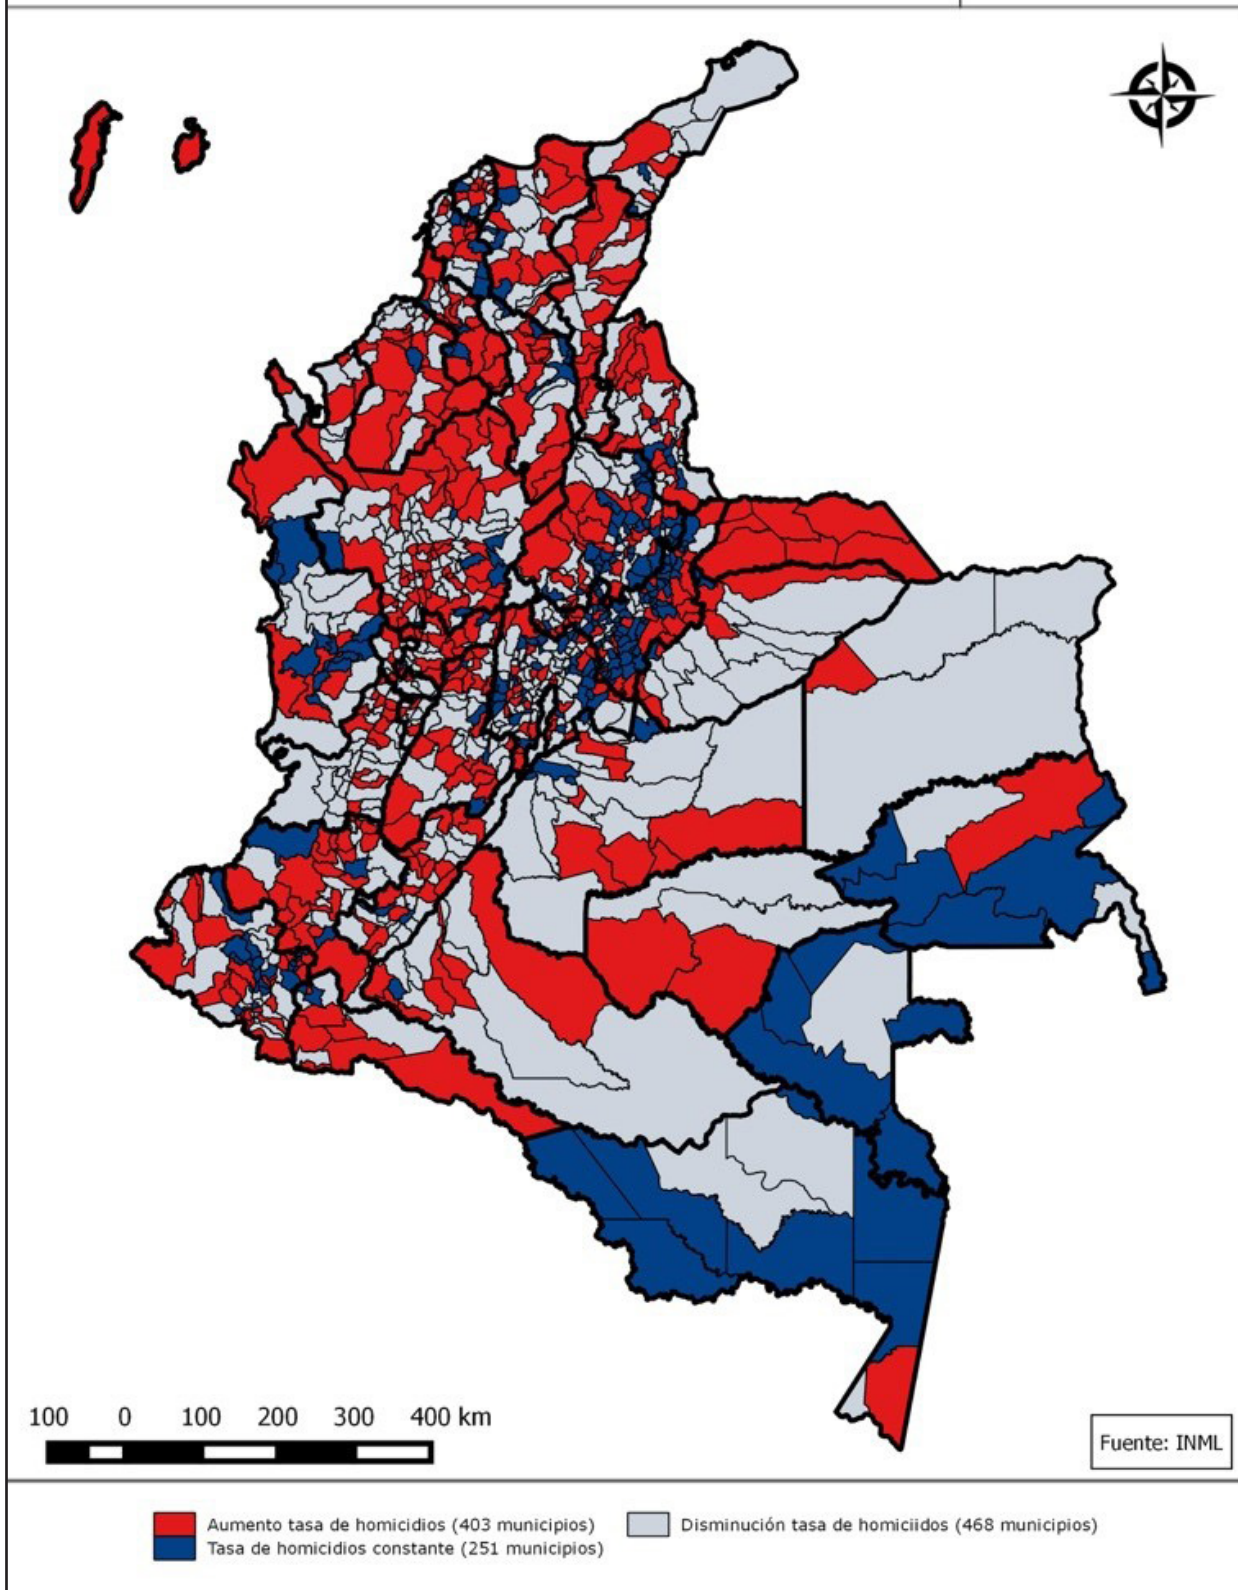 100 0 100 200 300 400 km
Fuente: INML
Aumento tasa de homicidios (403 municipios)
Tasa de homicidios constante (251 municipios)
Disminución tasa de homiciidos (468 municipios)